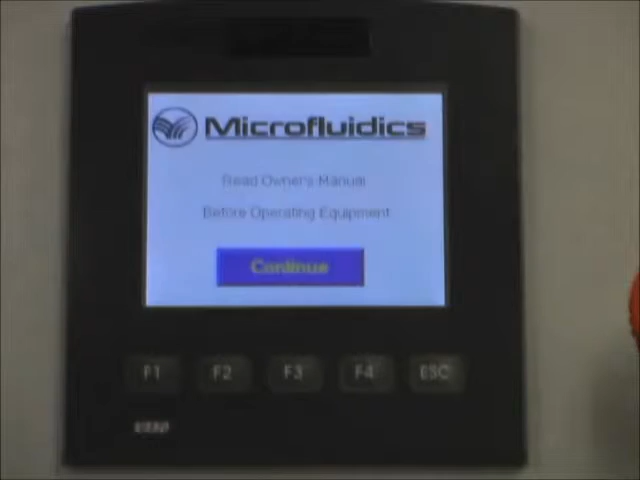 Microfluidics
Read Owner's Manual
Before Operating Equipment
Continue
F1 F2 F3 F4 ESC